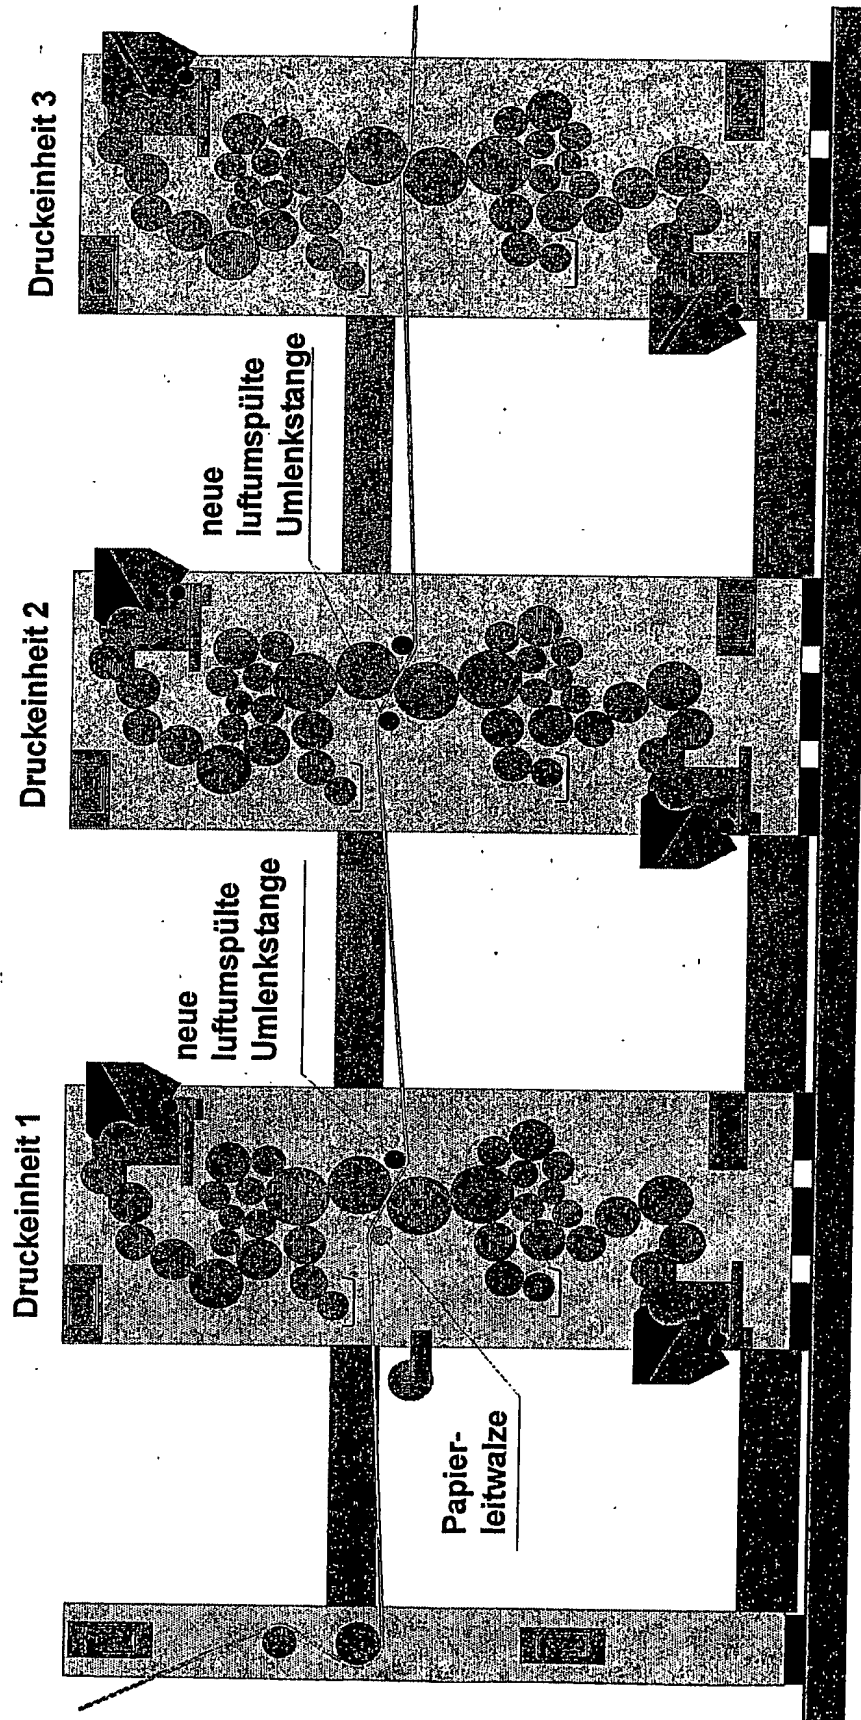 Druckeinheit 1
Druckeinheit 2
Druckeinheit 3
neue
luftumspülte
Umlenkstange
neue
luftumspülte
Umlenkstange
Papier-
leitwalze